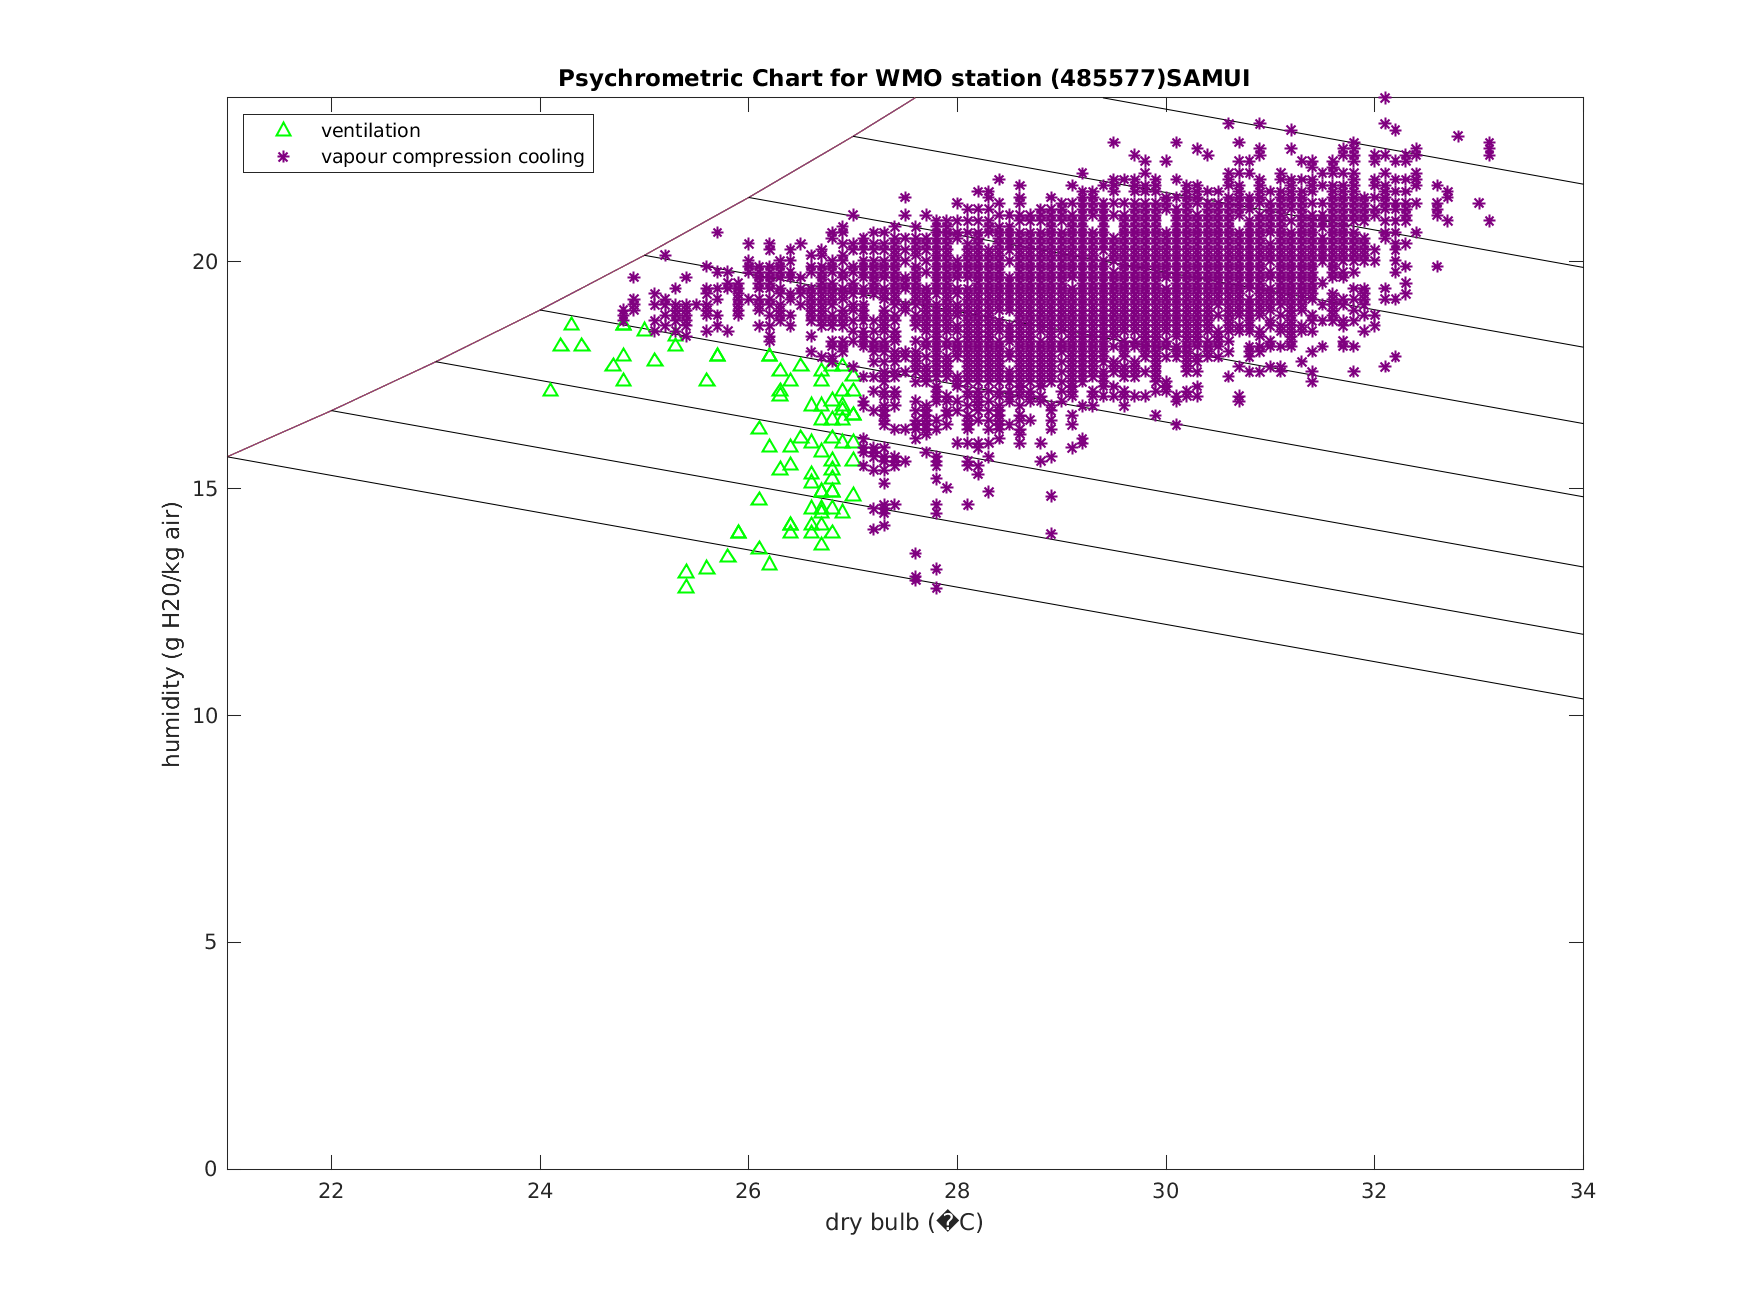 Psychrometric Chart for WMO station (485577)SAMUI
ventilation
vapour compression cooling
20
15
10
5
0
humidity (g H20/kg air)
22 24 26 28 30 32 34
dry bulb (�C)